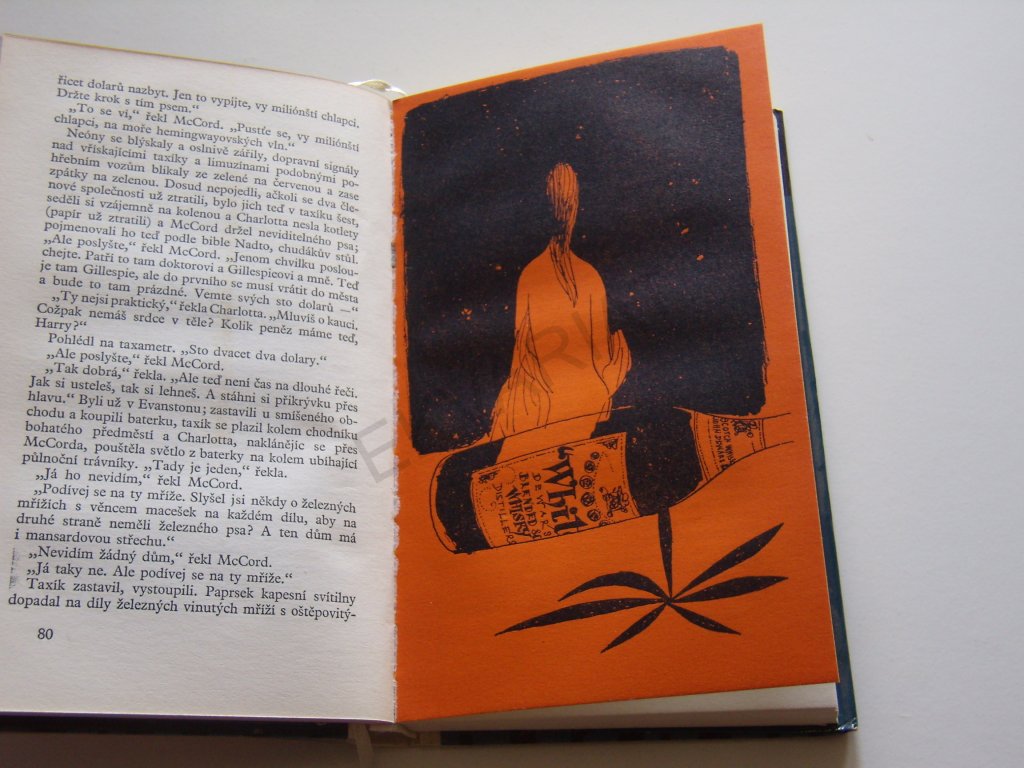 řicet dolarů nazbyt. Jen to vypijte, vy miliónští chlapci.
Držte krok s tím psem.“
„To se ví,“ řekl McCord. „Pusťte se, vy miliónští
chlapci, na moře hemingwayovských vln.“
Neóny se blýskaly a oslnivě zářily, dopravní signály
nad vřískajícími taxíky a limuzínami podobnými po-
hřebním vozům blikaly ze zelené na červenou a zase
zpátky na zelenou. Dosud nepojedli, ačkoli se dva čle-
nové společnosti už ztratili, bylo jich teď v taxíku šest,
seděli si vzájemně na kolenou a Charlotta nesla kotlety
(papír už ztratili) a McCord držel neviditelného psa;
pojmenovali ho teď podle bible Nadto, chudákův stůl.
„Ale poslyšte,“ řekl McCord. „Jenom chvilku poslou-
chejte. Patří to tam doktorovi a Gillespieovi a mně. Teď
je tam Gillespie, ale do prvního se musí vrátit do města
a bude to tam prázdné. Vemte svých sto dolarů —“
„Ty nejsi praktický,“ řekla Charlotta. „Mluvíš o kauci.
Cožpak nemáš srdce v těle? Kolik peněz máme teď,
Harry?“
Pohlédl na taxametr. „Sto dvacet dva dolary.“
„Ale poslyšte,“ řekl McCord.
„Tak dobrá,“ řekla. „Ale teď není čas na dlouhé řeči.
Jak si usteleš, tak si lehneš. A stáhni si přikrývku přes
hlavu.“ Byli už v Evanstonu; zastavili u smíšeného ob-
chodu a koupili baterku, taxík se plazil kolem chodníku
bohatého předměstí a Charlotta, naklánějíc se přes
McCorda, pouštěla světlo z baterky na kolem ubíhající
půlnoční trávníky. „Tady je jeden,“ řekla.
„Já ho nevidím,“ řekl McCord.
„Podívej se na ty mříže. Slyšel jsi někdy o železných
mřížích s věncem macešek na každém dílu, aby na
druhé straně neměli železného psa? A ten dům má
i mansardovou střechu.“
„Nevidím žádný dům,“ řekl McCord.
„Já taky ne. Ale podívej se na ty mříže.“
Taxík zastavil, vystoupili. Paprsek kapesní svítilny
dopadal na díly železných vinutých mříží s oštěpovitý-
80
"Whit
DEWAR'S
BLENDED
WHISKY
DISTILLERS
SCOTCH WHISKY